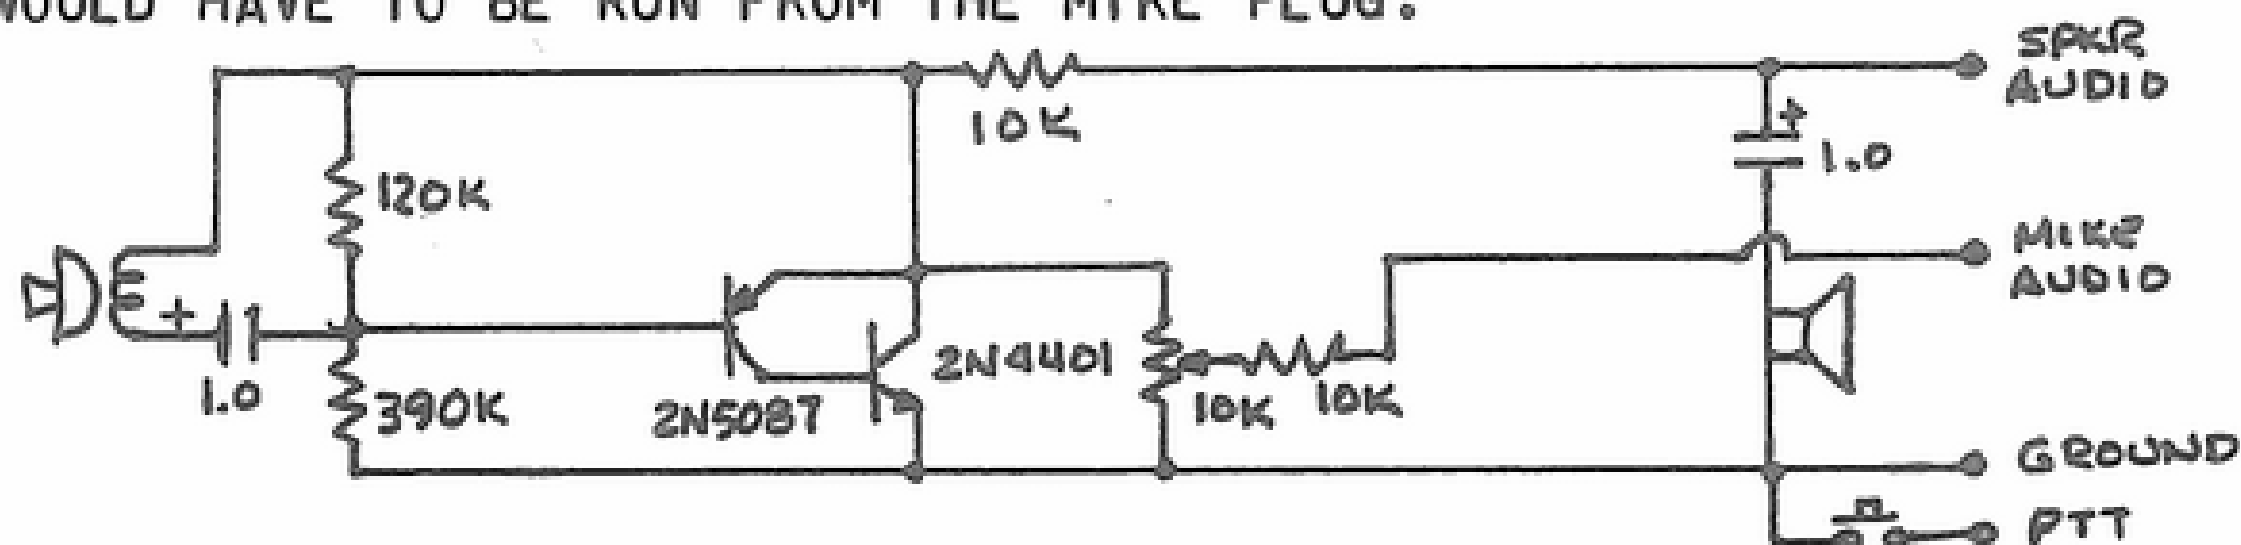 WOULD HAVE TO BE RUN FROM THE MIKE PLUG.
SPKR
AUDIO
10K
+
1.0
120K
MIKE
AUDIO
+
1.0
390K
2N5087
2N4401
10K
10K
GROUND
PTT